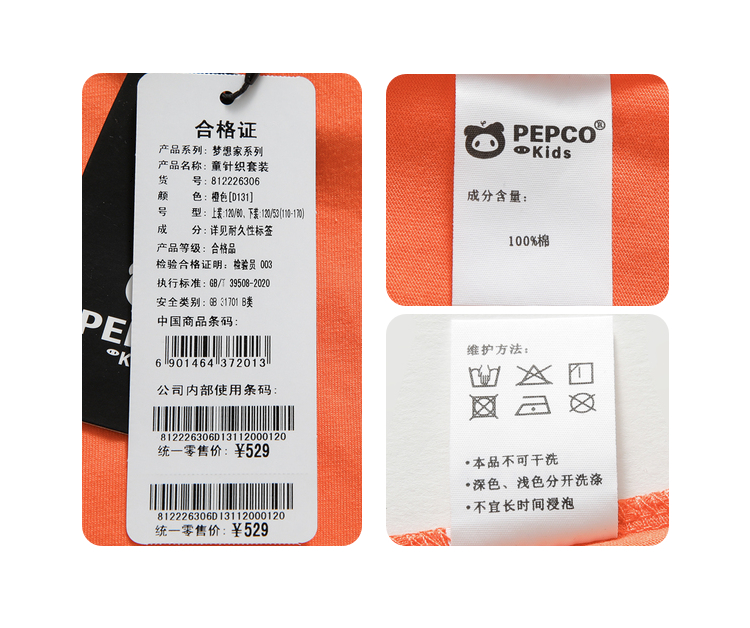 合格证
产品系列: 梦想家系列
产品名称: 童针织套装
货 号: 812226306
颜 色: 橙色[D131]
号 型: 上装:120/60、下装:120/53(110-170)
成 分: 详见耐久性标签
产品等级: 合格品
检验合格证明: 检验员 003
执行标准: GB/T 39508-2020
安全类别: GB 31701 B类
中国商品条码:
6 901464 372013
公司内部使用条码:
812226306D13112000120
统一零售价: ¥529
812226306D13112000120
统一零售价: ¥529
PEPCO®
Kids
成分含量:
100%棉
维护方法:
•本品不可干洗
•深色、浅色分开洗涤
•不宜长时间浸泡